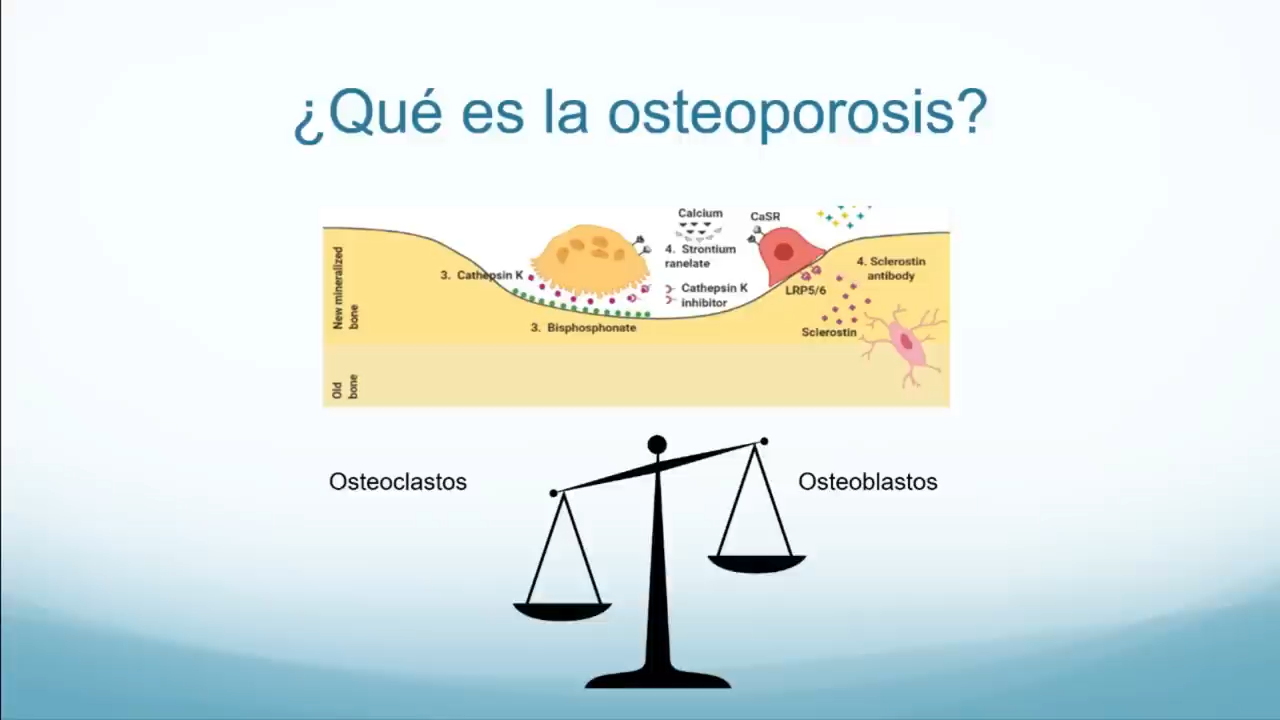 ¿Qué es la osteoporosis?
Calcium
CaSR
4. Strontium
ranelate
3. Cathepsin K
Cathepsin K
inhibitor
3. Bisphosphonate
LRP5/6
4. Sclerostin
antibody
Sclerostin
New mineralized
bone
Old
bone
Osteoclastos
Osteoblastos